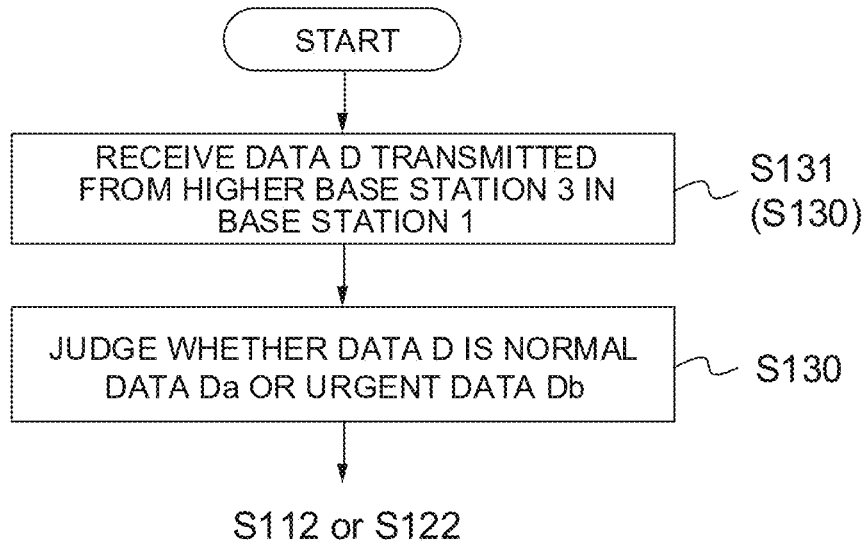 START
RECEIVE DATA D TRANSMITTED
FROM HIGHER BASE STATION 3 IN
BASE STATION 1
S131
(S130)
JUDGE WHETHER DATA D IS NORMAL
DATA Da OR URGENT DATA Db
S130
S112 or S122